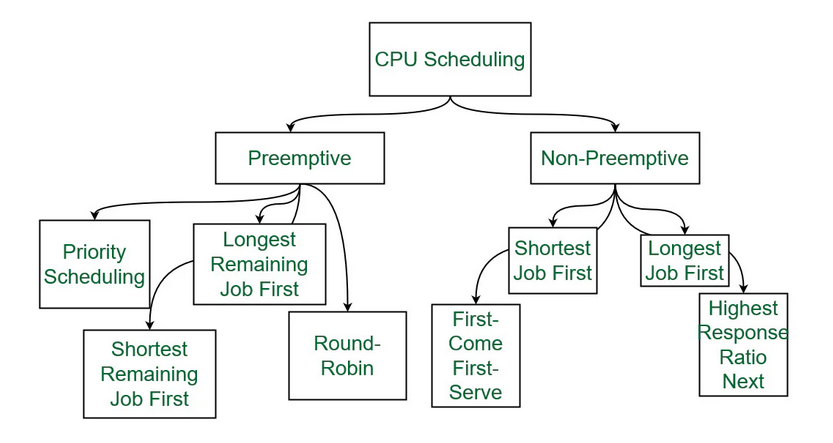 CPU Scheduling
Preemptive
Non-Preemptive
Priority
Scheduling
Longest
Remaining
Job First
Shortest
Job First
Longest
Job First
Shortest
Remaining
Job First
Round-
Robin
First-
Come
First-
Serve
Highest
Response
Ratio
Next